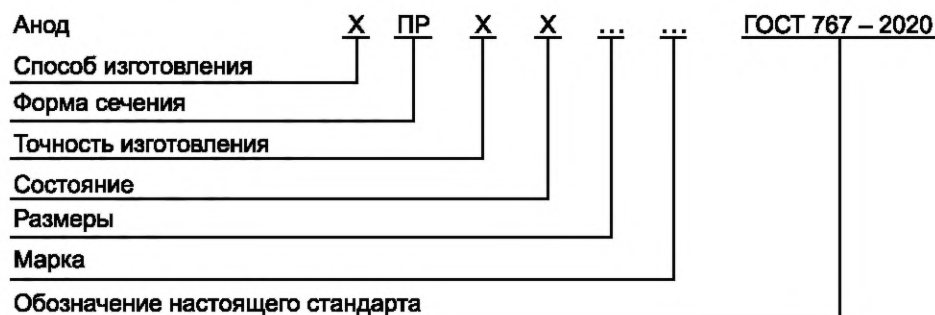 Анод Х ПР Х Х ... ... ГОСТ 767 – 2020
Способ изготовления
Форма сечения
Точность изготовления
Состояние
Размеры
Марка
Обозначение настоящего стандарта